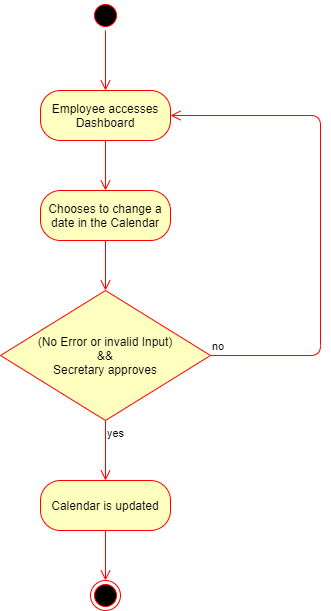 Employee accesses
Dashboard
Chooses to change a
date in the Calendar
(No Error or invalid Input)
&&
Secretary approves
no
yes
Calendar is updated